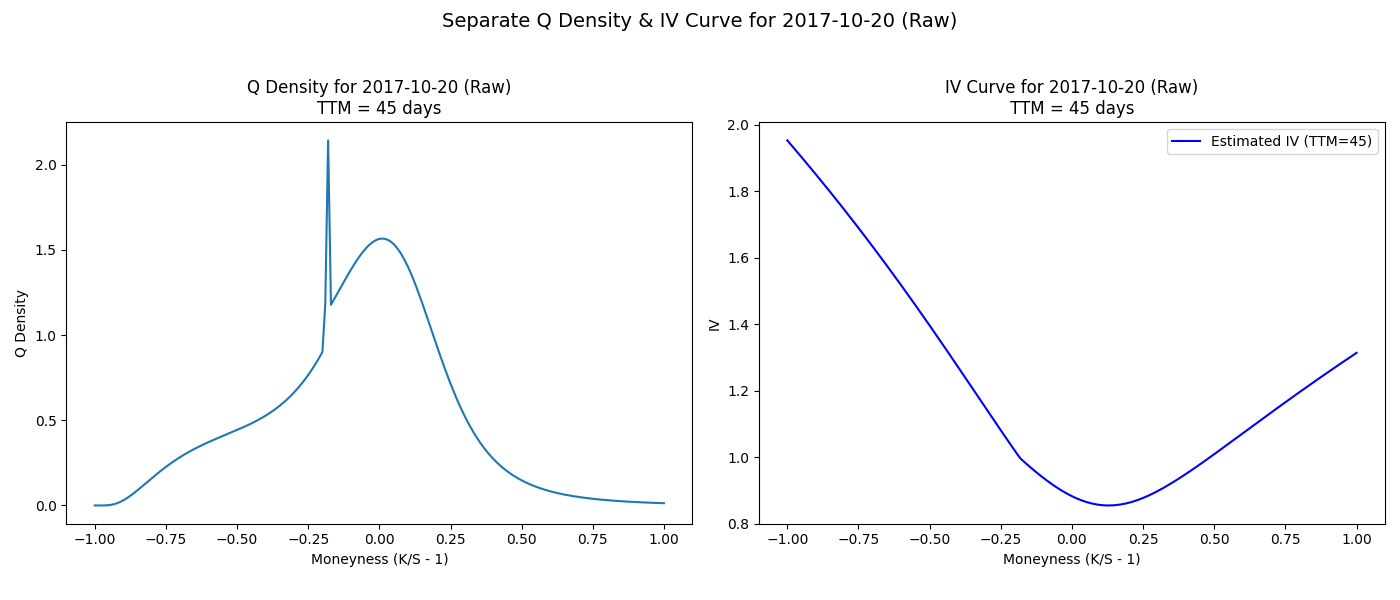 Separate Q Density & IV Curve for 2017-10-20 (Raw)
Q Density for 2017-10-20 (Raw)
TTM = 45 days
Q Density
2.0
1.5
1.0
0.5
0.0
−1.00 −0.75 −0.50 −0.25 0.00 0.25 0.50 0.75 1.00
Moneyness (K/S - 1)
IV Curve for 2017-10-20 (Raw)
TTM = 45 days
Estimated IV (TTM=45)
IV
2.0
1.8
1.6
1.4
1.2
1.0
0.8
−1.00 −0.75 −0.50 −0.25 0.00 0.25 0.50 0.75 1.00
Moneyness (K/S - 1)